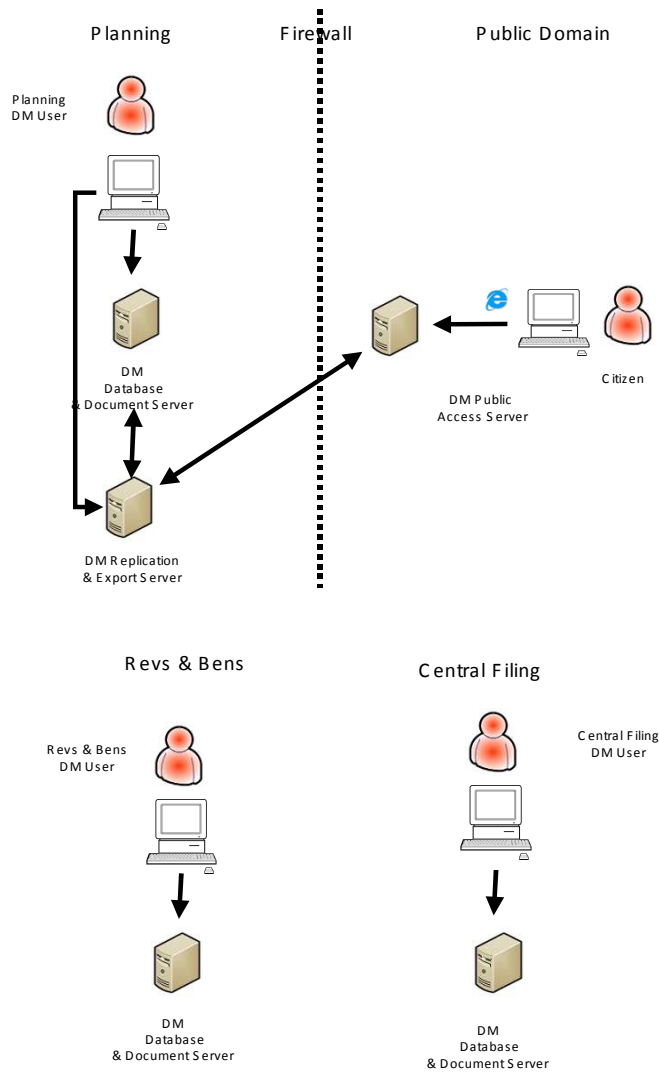 Planning
Firewall
Public Domain
Planning
DM User
DM
Database
& Document Server
DM Public
Access Server
Citizen
DM Replication
& Export Server
Revs & Bens
Central Filing
Revs & Bens
DM User
Central Filing
DM User
DM
Database
& Document Server
DM
Database
& Document Server